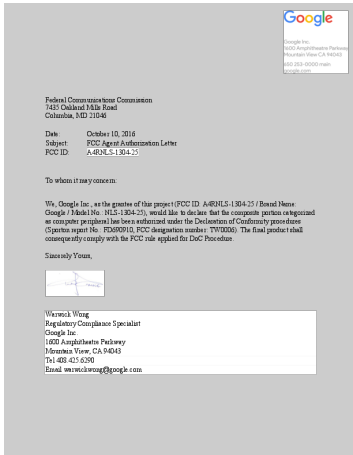 Google
Google Inc.
1600 Amphitheatre Parkway
Mountain View CA 94043
650 253-0000 main
google.com
Federal Communications Commission
7435 Oakland Mills Road
Columbia, MD 21046
Date: October 10, 2016
Subject: FCC Agent Authorization Letter
FCC ID: A4RNLS-1304-25
To whom it may concern:
We, Google Inc., as the grantee of this project (FCC ID: A4RNLS-1304-25 / Brand Name:
Google / Model No.: NLS-1304-25), would like to declare that the composite portion categorized
as computer peripheral has been authorized under the Declaration of Conformity procedures
(Sporton report No.: FD690910, FCC designation number: TW0006). The final product shall
consequently comply with the FCC rule applied for DoC Procedure.
Sincerely Yours,
Warwick Wong
Regulatory Compliance Specialist
Google Inc.
1600 Amphitheatre Parkway
Mountain View, CA 94043
Tel 408.425.6290
Email warwickwong@google.com